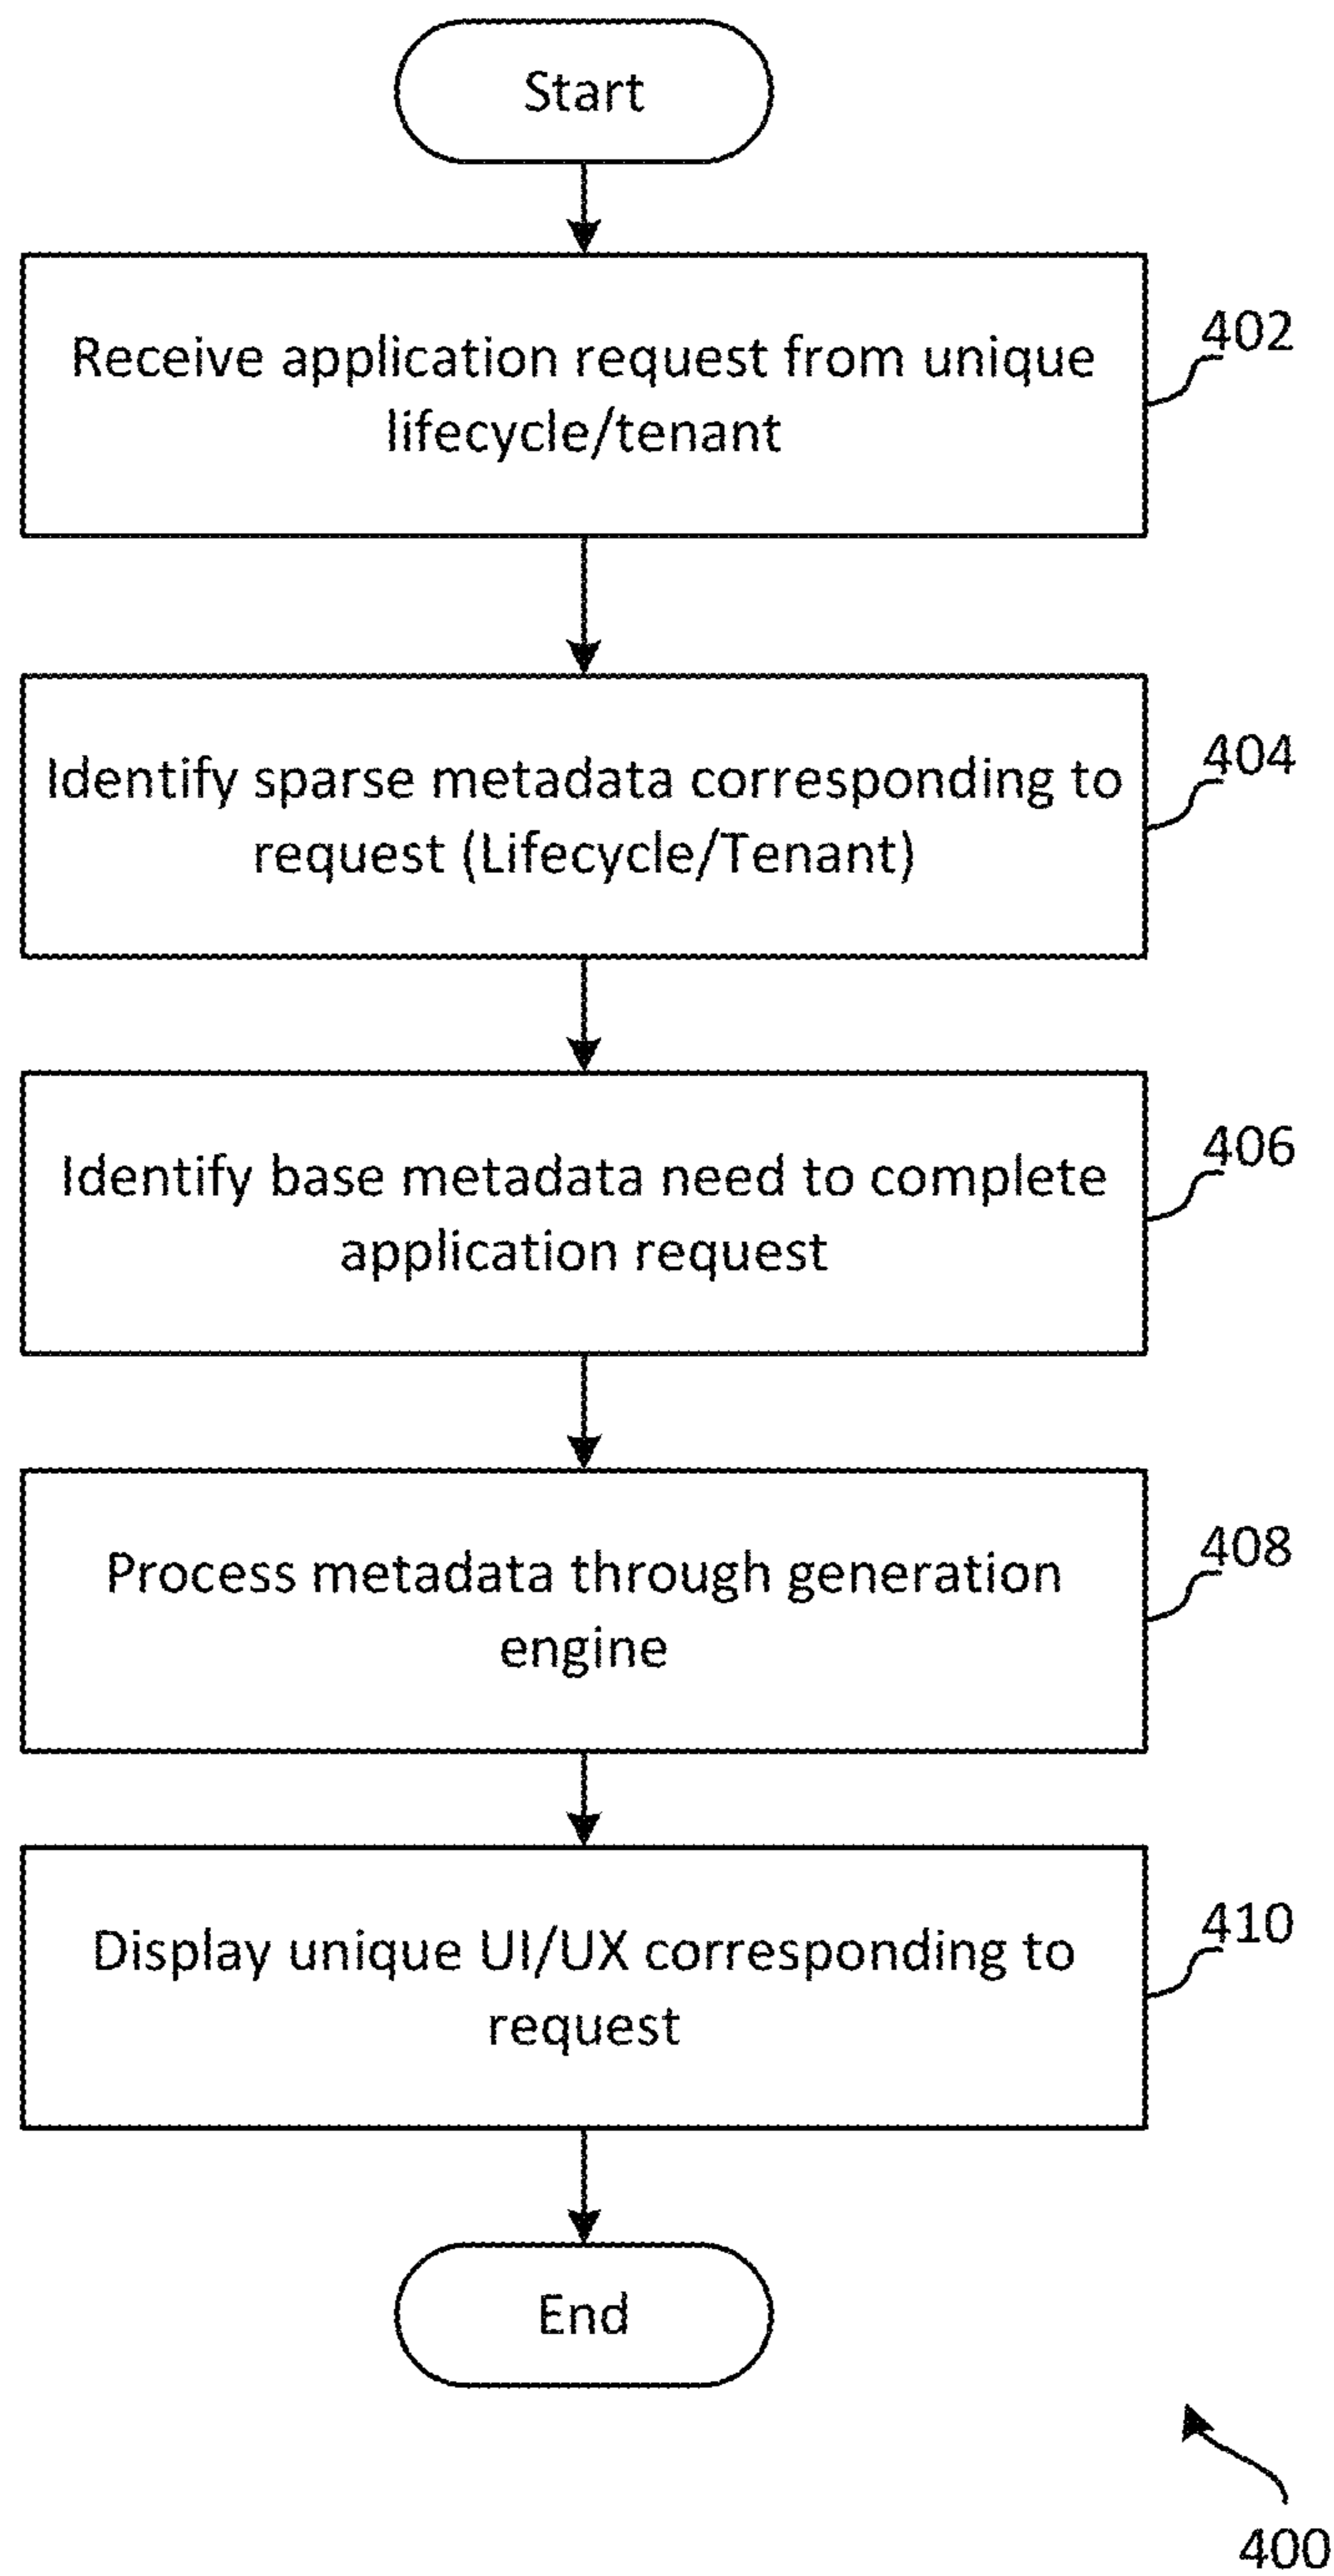 Start
Receive application request from unique
lifecycle/tenant
402
Identify sparse metadata corresponding to
request (Lifecycle/Tenant)
404
Identify base metadata need to complete
application request
406
Process metadata through generation
engine
408
Display unique UI/UX corresponding to
request
410
End
400